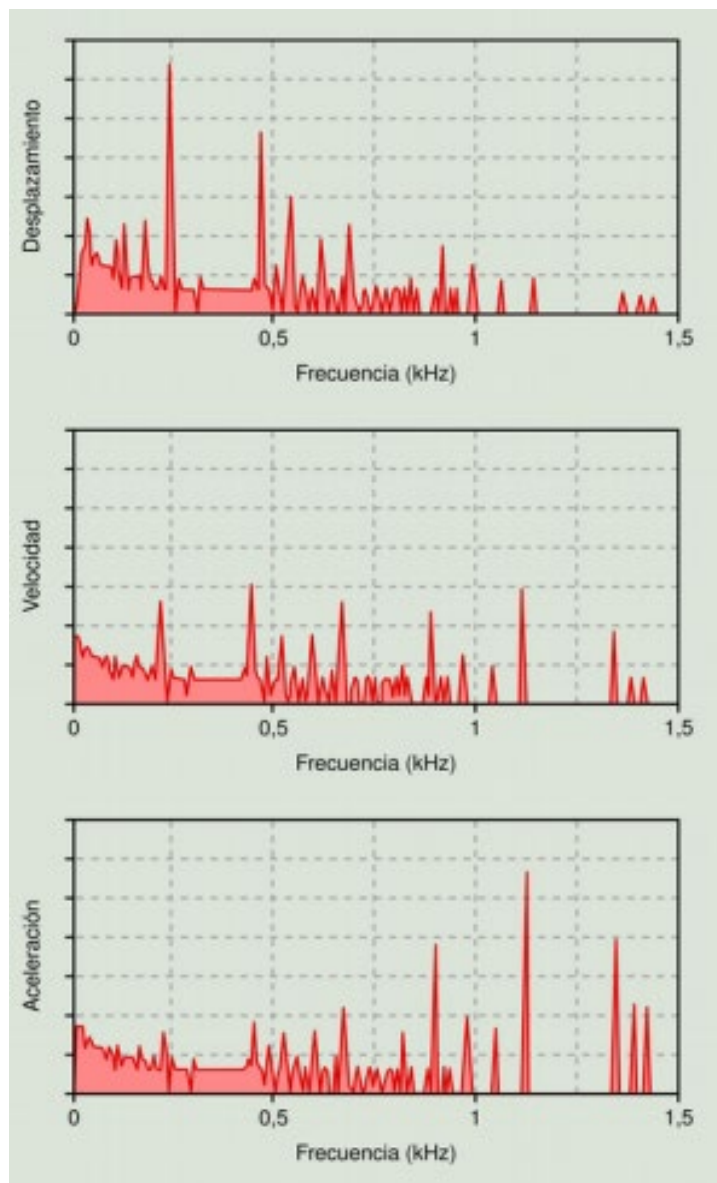 Desplazamiento
0 0,5 1 1,5
Frecuencia (kHz)
Velocidad
0 0,5 1 1,5
Frecuencia (kHz)
Aceleración
0 0,5 1 1,5
Frecuencia (kHz)